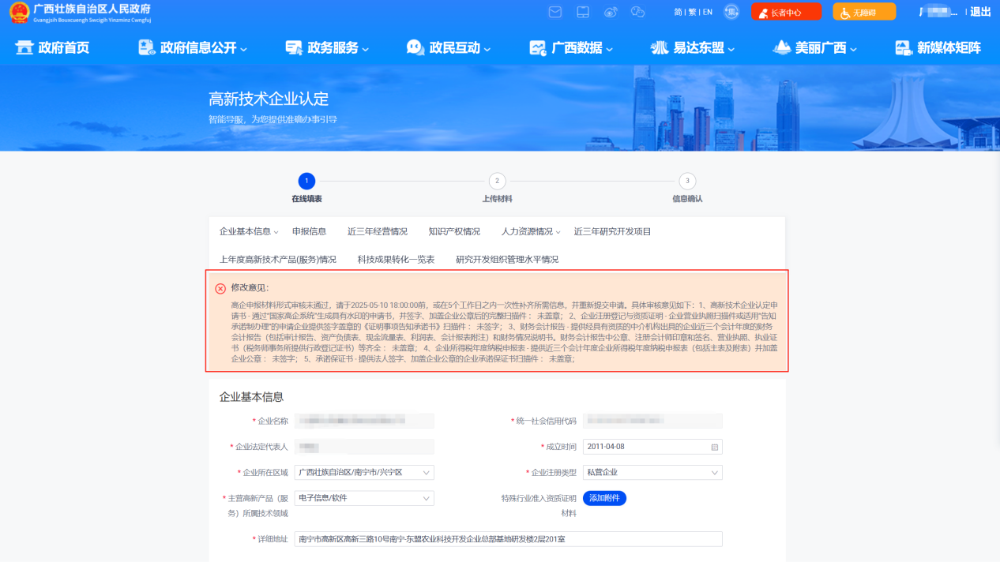 广西壮族自治区人民政府
Gvangjsih Bouxcuengh Swcigih Yinzminz Cwngfuj
简 | 繁 | EN
长者中心
无障碍
| 退出
政府首页 政府信息公开 政务服务 政民互动 广西数据 易达东盟 美丽广西 新媒体矩阵
高新技术企业认定
智能导服，为您提供准确办事引导
1 2 3
在线填表 上传材料 信息确认
企业基本信息 申报信息 近三年经营情况 知识产权情况 人力资源情况 近三年研究开发项目
上年度高新技术产品(服务)情况 科技成果转化一览表 研究开发组织管理水平情况
修改意见：
高企申报材料形式审核未通过，请于2025-05-10 18:00:00前，或在5个工作日之内一次性补齐所需信息，并重新提交申请。具体审核意见如下：1、高新技术企业认定申
请书 - 通过"国家高企系统"生成具有水印的申请书，并签字、加盖企业公章后的完整扫描件： 未盖章； 2、企业注册登记与资质证明 - 企业营业执照扫描件或适用"告知
承诺制办理"的申请企业提供签字盖章的《证明事项告知承诺书》扫描件： 未签字； 3、财务会计报告 - 提供经具有资质的中介机构出具的企业近三个会计年度的财务
会计报告（包括审计报告、资产负债表、现金流量表、利润表、会计报表附注）和财务情况说明书。财务会计报告中公章、注册会计师印章和签名、营业执照、执业证
书（税务师事务所提供行政登记证书）等齐全： 未盖章； 4、企业所得税年度纳税申报表 - 提供近三个会计年度企业所得税年度纳税申报表（包括主表及附表）并加盖
企业公章： 未签字； 5、承诺保证书 - 提供法人签字、加盖企业公章的企业承诺保证书扫描件： 未盖章；
企业基本信息
* 企业名称 * 统一社会信用代码
* 企业法定代表人 * 成立时间 2011-04-08
* 企业所在区域 广西壮族自治区/南宁市/兴宁区 * 企业注册类型 私营企业
* 主营高新产品（服 电子信息/软件 特殊行业准入资质证明 添加附件
务）所属技术领域 材料
* 详细地址 南宁市高新区高新三路10号南宁-东盟农业科技开发企业总部基地研发楼2层201室